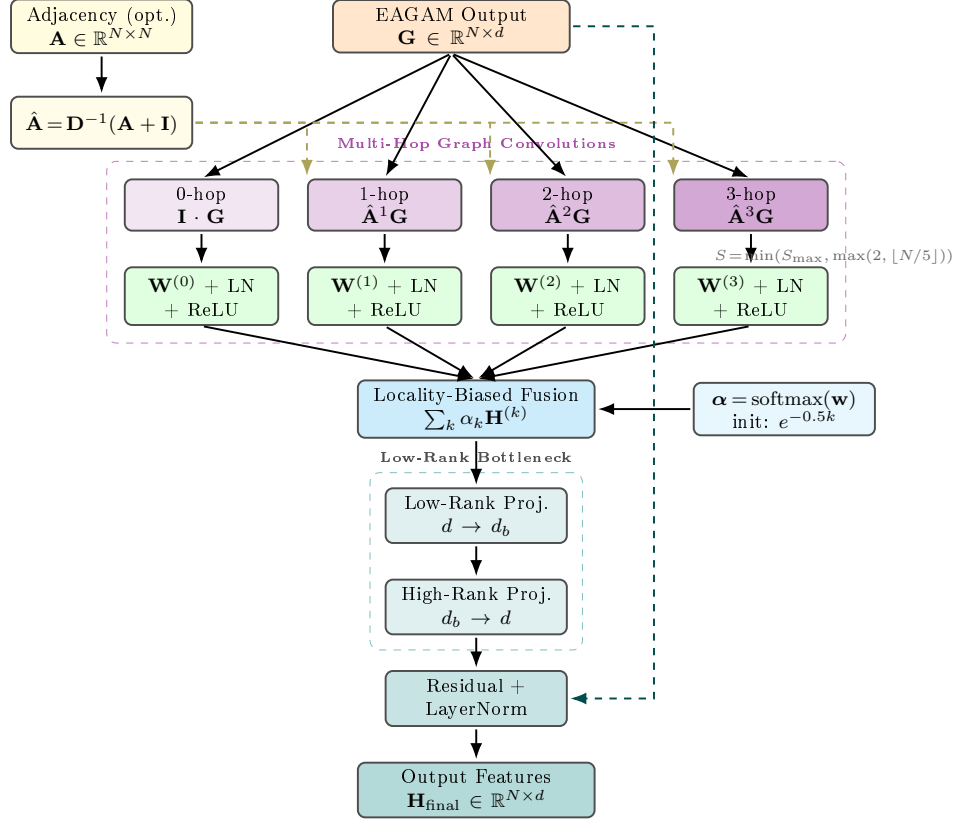 Adjacency (opt.)
𝐀 ∈ ℝ^{N×N}
EAGAM Output
𝐆 ∈ ℝ^{N×d}
𝐀̂ = 𝐃^{−1}(𝐀 + 𝐈)
Multi-Hop Graph Convolutions
0-hop
𝐈 · 𝐆
1-hop
𝐀̂^1𝐆
2-hop
𝐀̂^2𝐆
3-hop
𝐀̂^3𝐆
S = min(S_max, max(2, ⌊N/5⌋))
𝐖^{(0)} + LN
+ ReLU
𝐖^{(1)} + LN
+ ReLU
𝐖^{(2)} + LN
+ ReLU
𝐖^{(3)} + LN
+ ReLU
Locality-Biased Fusion
∑_k α_k 𝐇^{(k)}
𝛂 = softmax(𝐰)
init: e^{−0.5k}
Low-Rank Bottleneck
Low-Rank Proj.
d → d_b
High-Rank Proj.
d_b → d
Residual +
LayerNorm
Output Features
𝐇_final ∈ ℝ^{N×d}